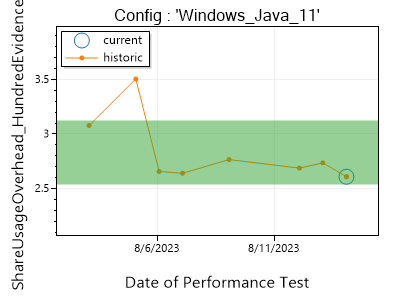 Config : 'Windows_Java_11'
current
historic
ShareUsageOverhead_HundredEvidence
3.5
3
2.5
8/6/2023
8/11/2023
Date of Performance Test